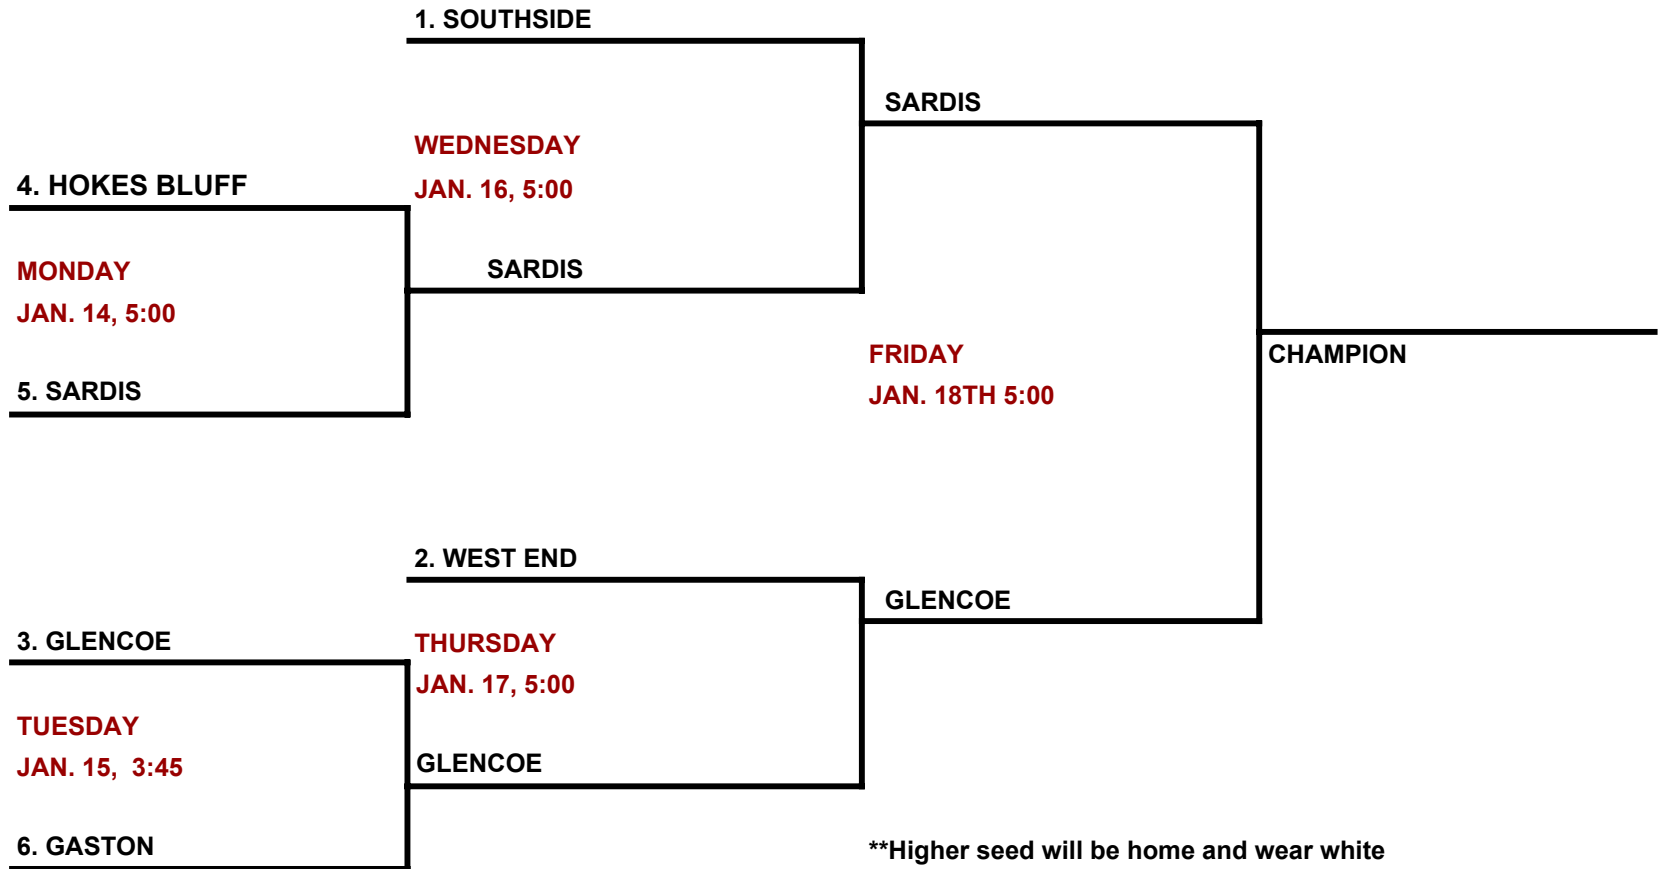 1. SOUTHSIDE
SARDIS
WEDNESDAY
JAN. 16, 5:00
4. HOKES BLUFF
MONDAY
JAN. 14, 5:00
SARDIS
5. SARDIS
FRIDAY
JAN. 18TH 5:00
CHAMPION
2. WEST END
GLENCOE
3. GLENCOE
THURSDAY
JAN. 17, 5:00
TUESDAY
JAN. 15,  3:45
GLENCOE
6. GASTON
**Higher seed will be home and wear white